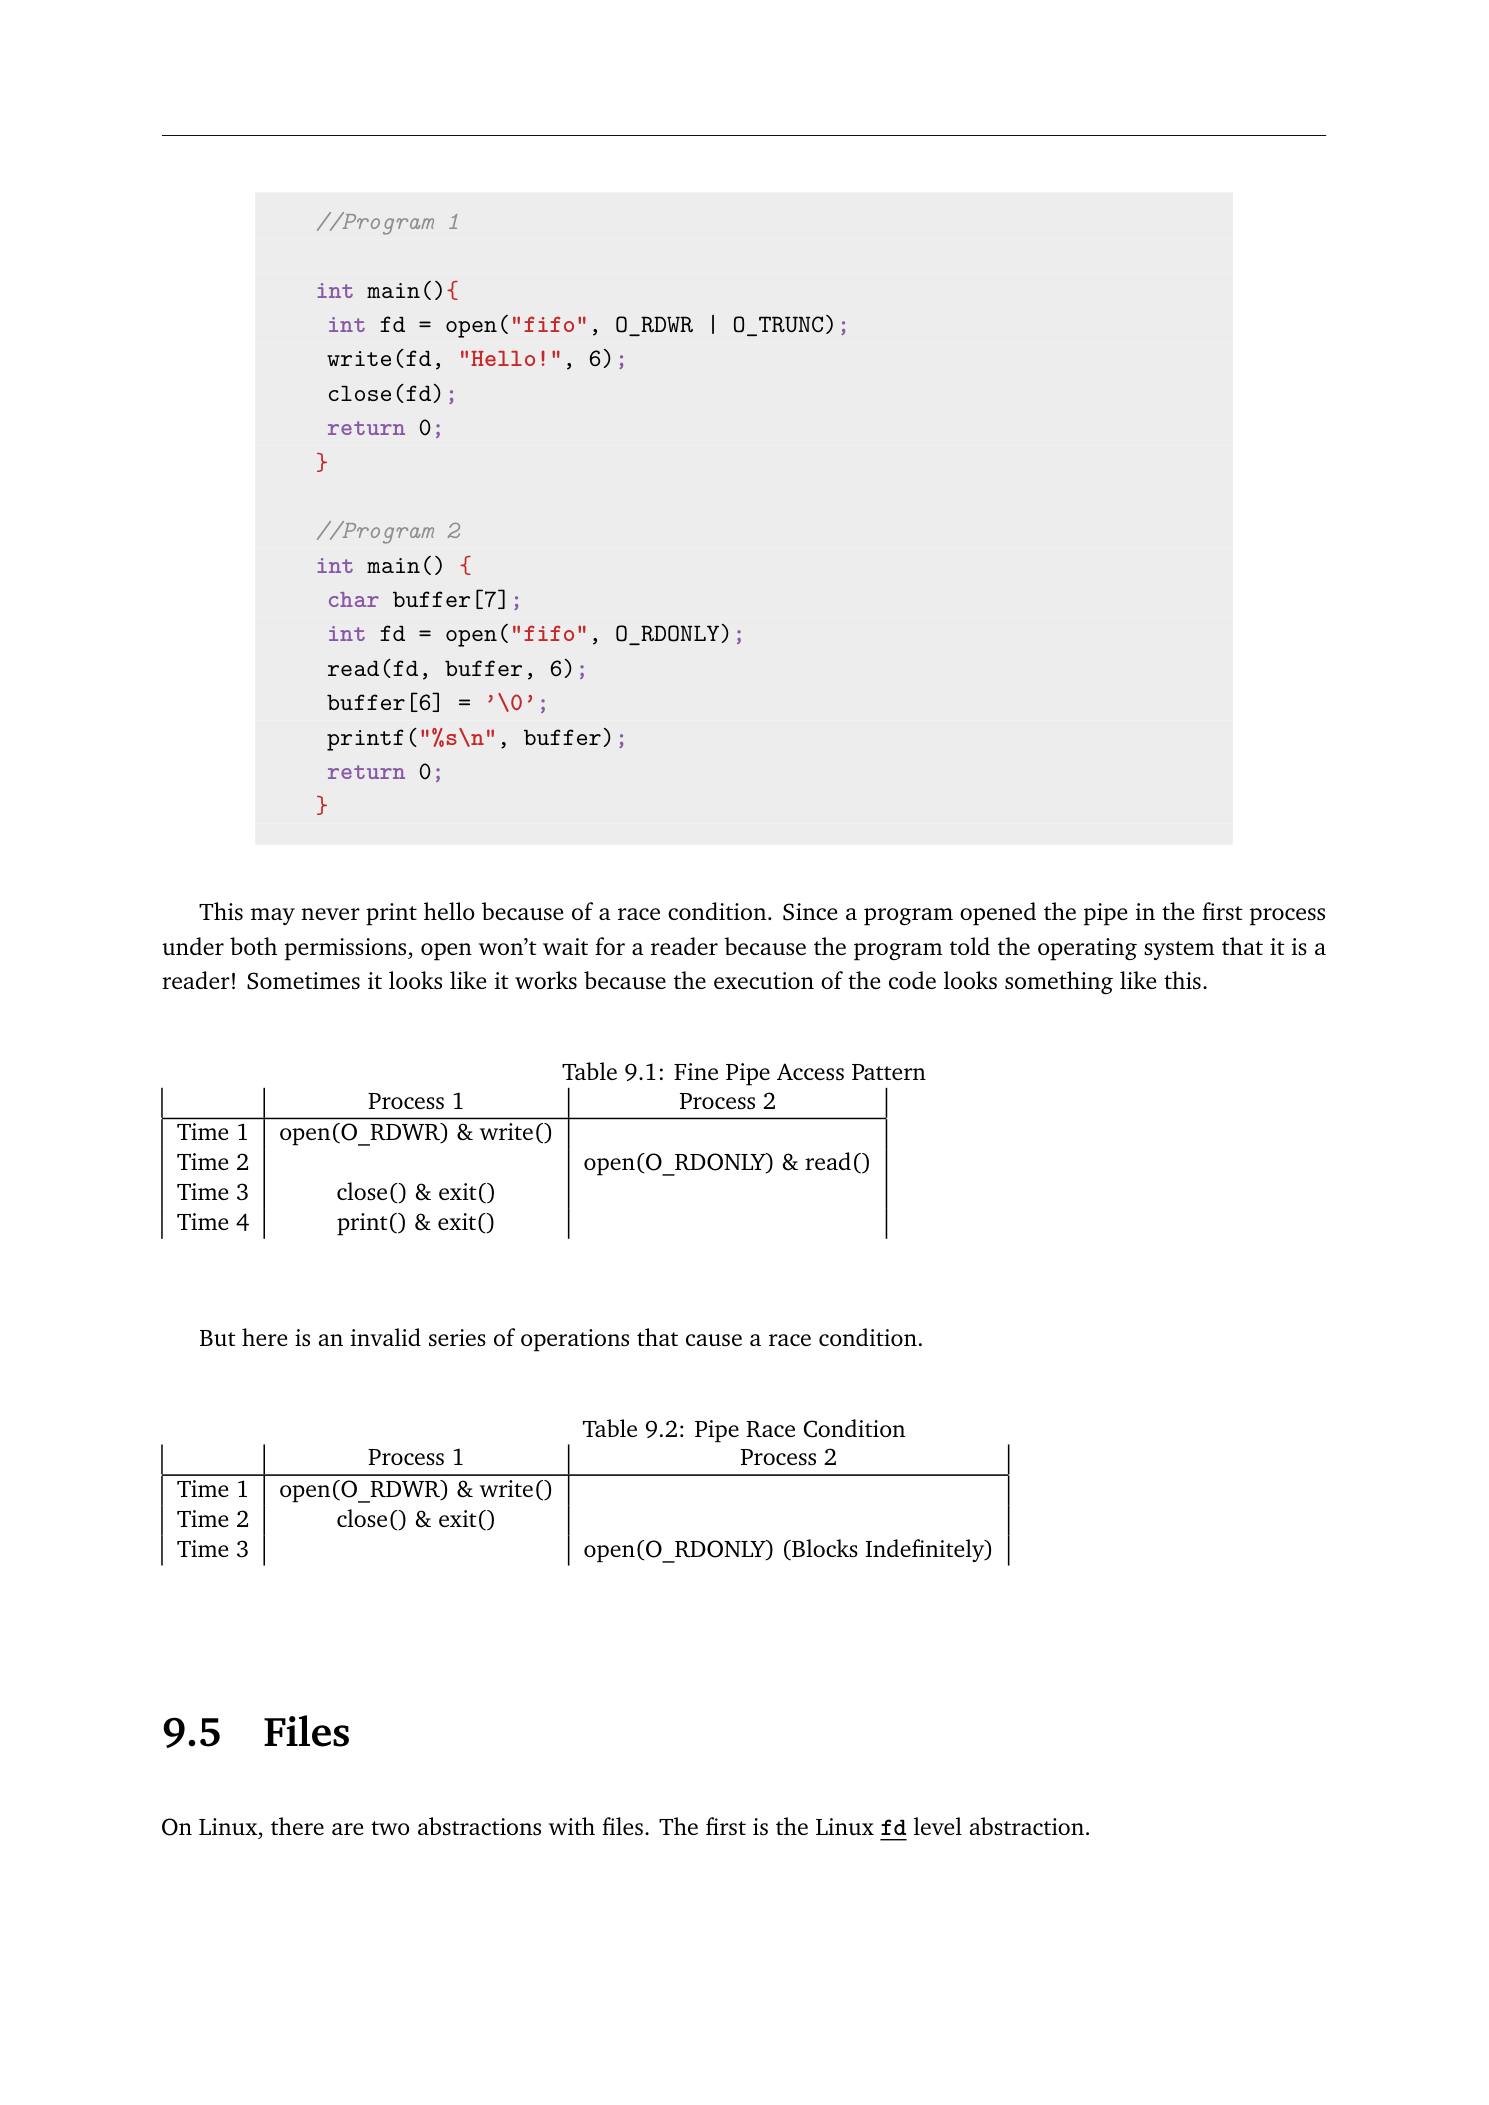 //Program 1
int main(){
int fd = open("fifo", O_RDWR | O_TRUNC);
write(fd, "Hello!", 6);
close(fd);
return 0;
}
//Program 2
int main() {
char buffer[7];
int fd = open("fifo", O_RDONLY);
read(fd, buffer, 6);
buffer[6] = '\0';
printf("%s\n", buffer);
return 0;
}
This may never print hello because of a race condition. Since a program opened the pipe in the first process
under both permissions, open won't wait for a reader because the program told the operating system that it is a
reader! Sometimes it looks like it works because the execution of the code looks something like this.
Table 9.1: Fine Pipe Access Pattern
Process 1 Process 2
Time 1 open(O_RDWR) & write()
Time 2 open(O_RDONLY) & read()
Time 3 close() & exit()
Time 4 print() & exit()
But here is an invalid series of operations that cause a race condition.
Table 9.2: Pipe Race Condition
Process 1 Process 2
Time 1 open(O_RDWR) & write()
Time 2 close() & exit()
Time 3 open(O_RDONLY) (Blocks Indefinitely)
9.5 Files
On Linux, there are two abstractions with files. The first is the Linux fd level abstraction.